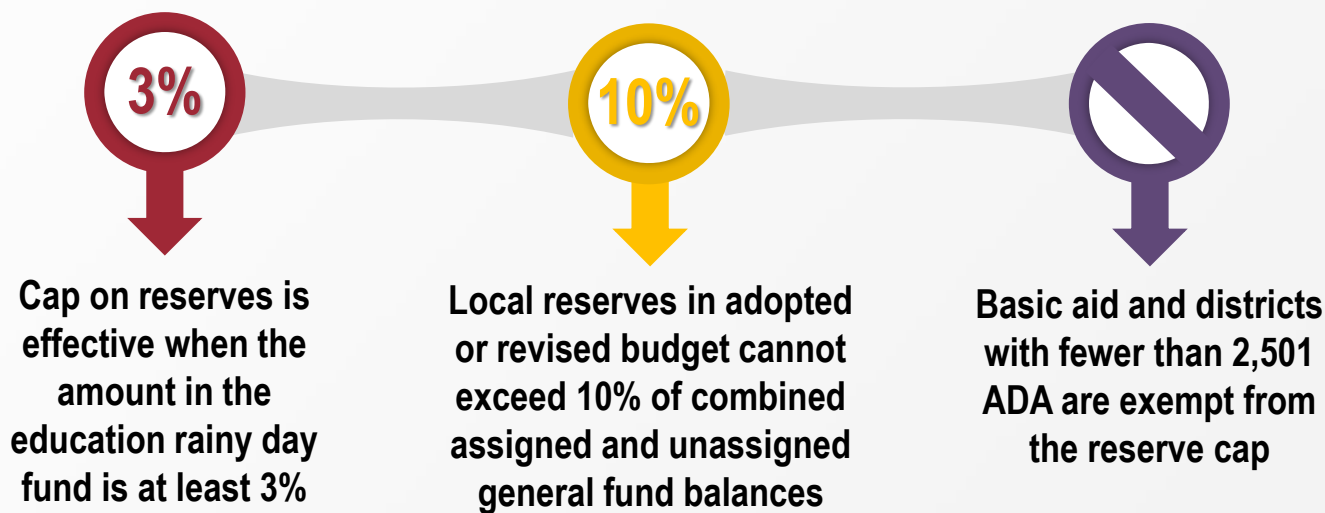 3%
Cap on reserves is
effective when the
amount in the
education rainy day
fund is at least 3%
10%
Local reserves in adopted
or revised budget cannot
exceed 10% of combined
assigned and unassigned
general fund balances
Basic aid and districts
with fewer than 2,501
ADA are exempt from
the reserve cap